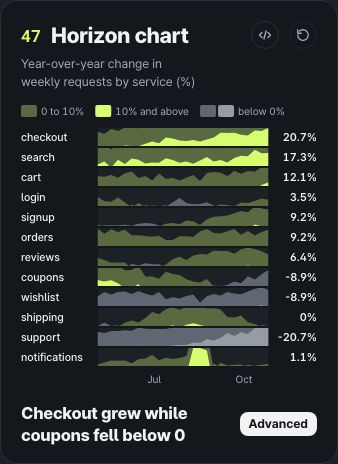 47 Horizon chart
Year-over-year change in
weekly requests by service (%)
0 to 10% 10% and above below 0%
checkout 20.7%
search 17.3%
cart 12.1%
login 3.5%
signup 9.2%
orders 9.2%
reviews 6.4%
coupons -8.9%
wishlist -8.9%
shipping 0%
support -20.7%
notifications 1.1%
Jul Oct
Checkout grew while
coupons fell below 0
Advanced